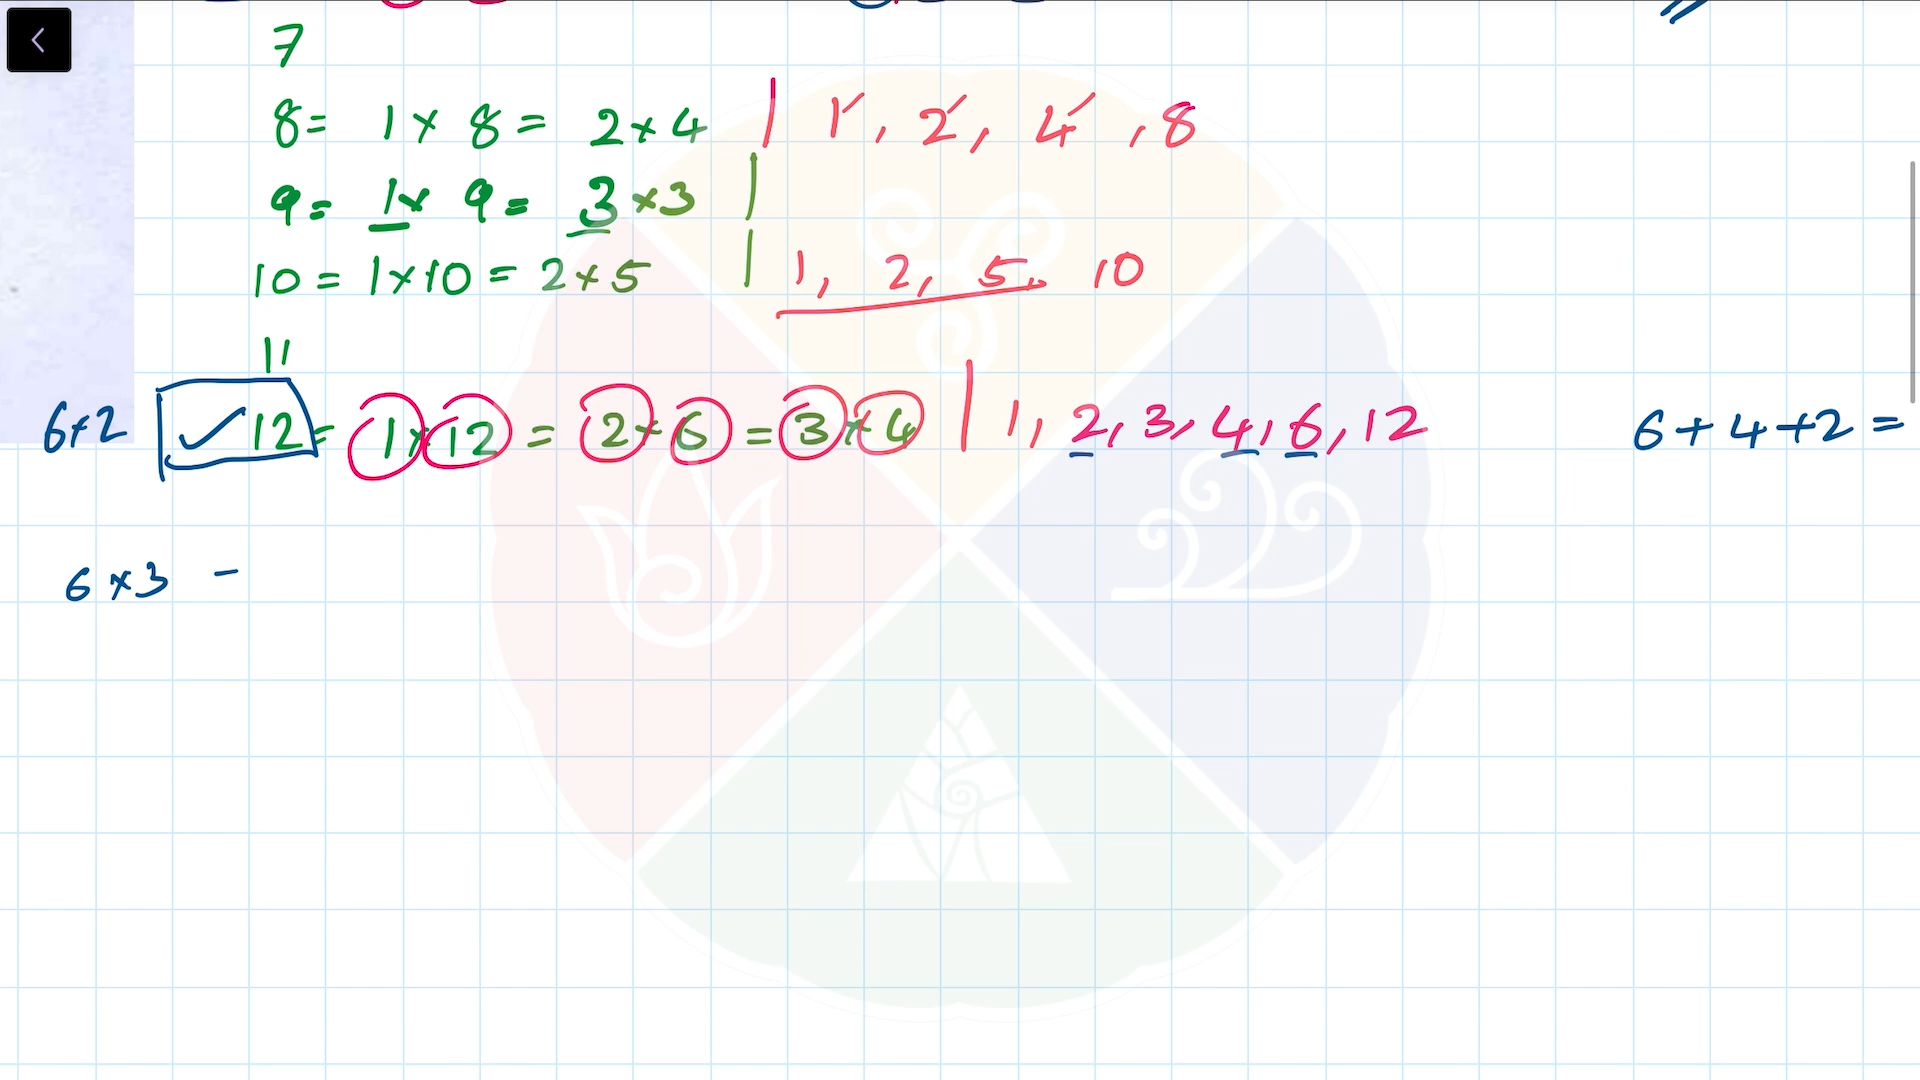 7
8 = 1 × 8 = 2 × 4 | 1, 2, 4, 8
9 = 1 × 9 = 3 × 3 |
10 = 1 × 10 = 2 × 5 | 1, 2, 5, 10
11
6×2 ✓ 12 = 1 × 12 = 2 × 6 = 3 × 4 | 1, 2, 3, 4, 6, 12 6 + 4 + 2 =
6 × 3 –